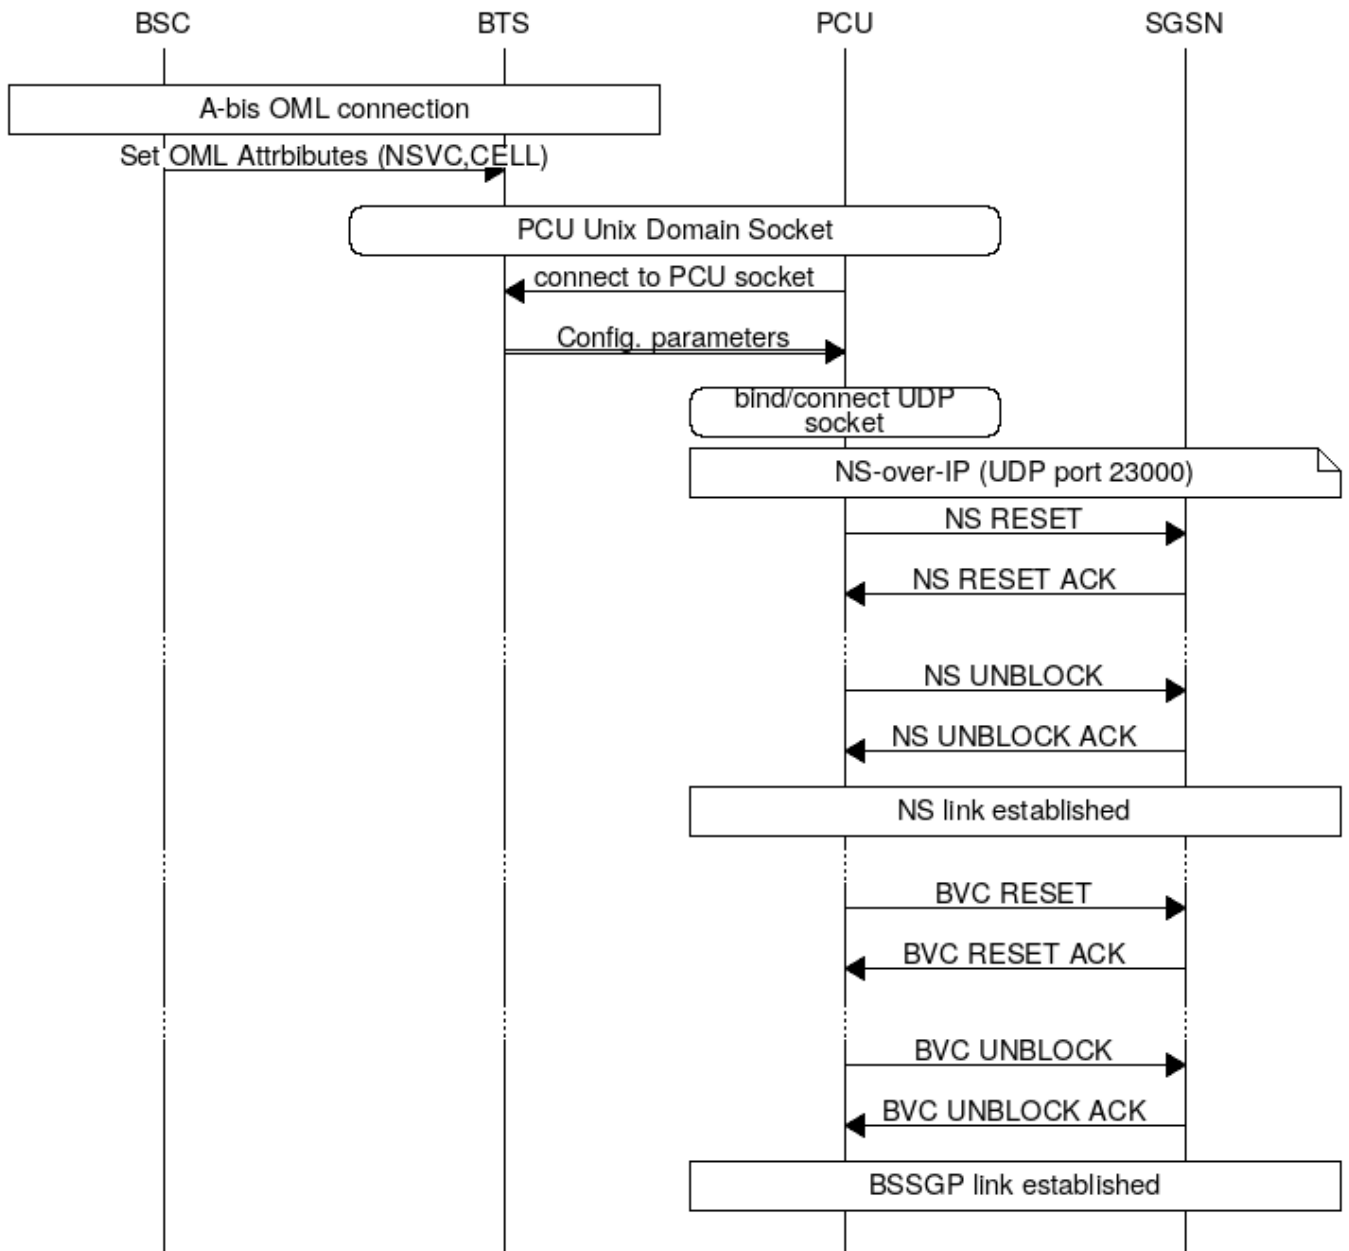 BSC BTS PCU SGSN
A-bis OML connection
Set OML Attrbibutes (NSVC,CELL)
PCU Unix Domain Socket
connect to PCU socket
Config. parameters
bind/connect UDP
socket
NS-over-IP (UDP port 23000)
NS RESET
NS RESET ACK
NS UNBLOCK
NS UNBLOCK ACK
NS link established
BVC RESET
BVC RESET ACK
BVC UNBLOCK
BVC UNBLOCK ACK
BSSGP link established